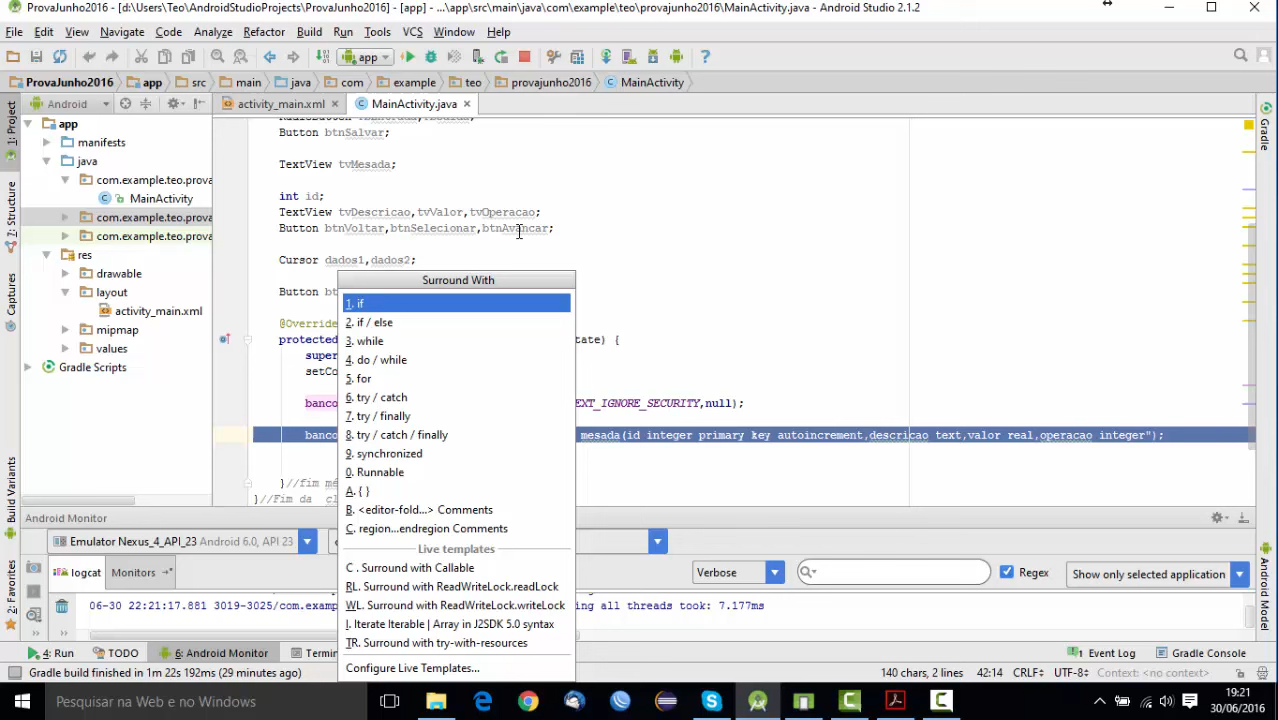 ProvaJunho2016 - [d:\Users\Teo\AndroidStudioProjects\ProvaJunho2016] - [app] - ...\app\src\main\java\com\example\teo\provajunho2016\MainActivity.java - Android Studio 2.1.2
File Edit View Navigate Code Analyze Refactor Build Run Tools VCS Window Help
app
ProvaJunho2016 app src main java com example teo provajunho2016 MainActivity
Android
activity_main.xml
MainActivity.java
1: Project
7: Structure
Captures
Build Variants
2: Favorites
Gradle
Android Model
app
manifests
java
com.example.teo.prova
MainActivity
com.example.teo.prova
com.example.teo.prova
res
drawable
layout
activity_main.xml
mipmap
values
Gradle Scripts
Button btnSalvar;
TextView tvMesada;
int id;
TextView tvDescricao,tvValor,tvOperacao;
Button btnVoltar,btnSelecionar,btnAvancar;
Cursor dados1,dados2;
Button bt
@Override
protected
tate) {
super
setCo
banco
EXT_IGNORE_SECURITY,null);
banco
mesada(id integer primary key autoincrement,descricao text,valor real,operacao integer");
}//fim mé
}//Fim da cl
Surround With
1. if
2. if / else
3. while
4. do / while
5. for
6. try / catch
7. try / finally
8. try / catch / finally
9. synchronized
0. Runnable
A. { }
B. <editor-fold...> Comments
C. region...endregion Comments
Live templates
C . Surround with Callable
RL. Surround with ReadWriteLock.readLock
WL. Surround with ReadWriteLock.writeLock
I. Iterate Iterable | Array in J2SDK 5.0 syntax
TR. Surround with try-with-resources
Configure Live Templates...
Android Monitor
Emulator Nexus_4_API_23 Android 6.0, API 23
logcat
Monitors
Verbose
Regex
Show only selected application
06-30 22:21:17.881 3019-3025/com.examp
ing all threads took: 7.177ms
4: Run
TODO
6: Android Monitor
Termin
1 Event Log
Gradle Console
Gradle build finished in 1m 22s 192ms (29 minutes ago)
140 chars, 2 lines
42:14
CRLF
UTF-8
Context: <no context>
Pesquisar na Web e no Windows
19:21
30/06/2016